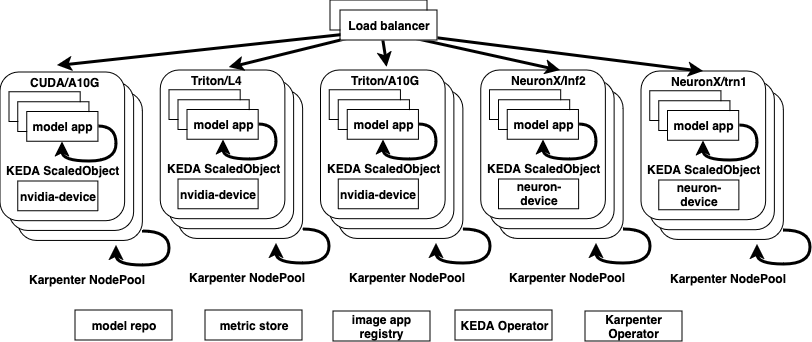 Load balancer
CUDA/A10G
model app
KEDA ScaledObject
nvidia-device
Karpenter NodePool
Triton/L4
model app
KEDA ScaledObject
nvidia-device
Karpenter NodePool
Triton/A10G
model app
KEDA ScaledObject
nvidia-device
Karpenter NodePool
NeuronX/Inf2
model app
KEDA ScaledObject
neuron-
device
Karpenter NodePool
NeuronX/trn1
model app
KEDA ScaledObject
neuron-
device
Karpenter NodePool
model repo
metric store
image app
registry
KEDA Operator
Karpenter
Operator